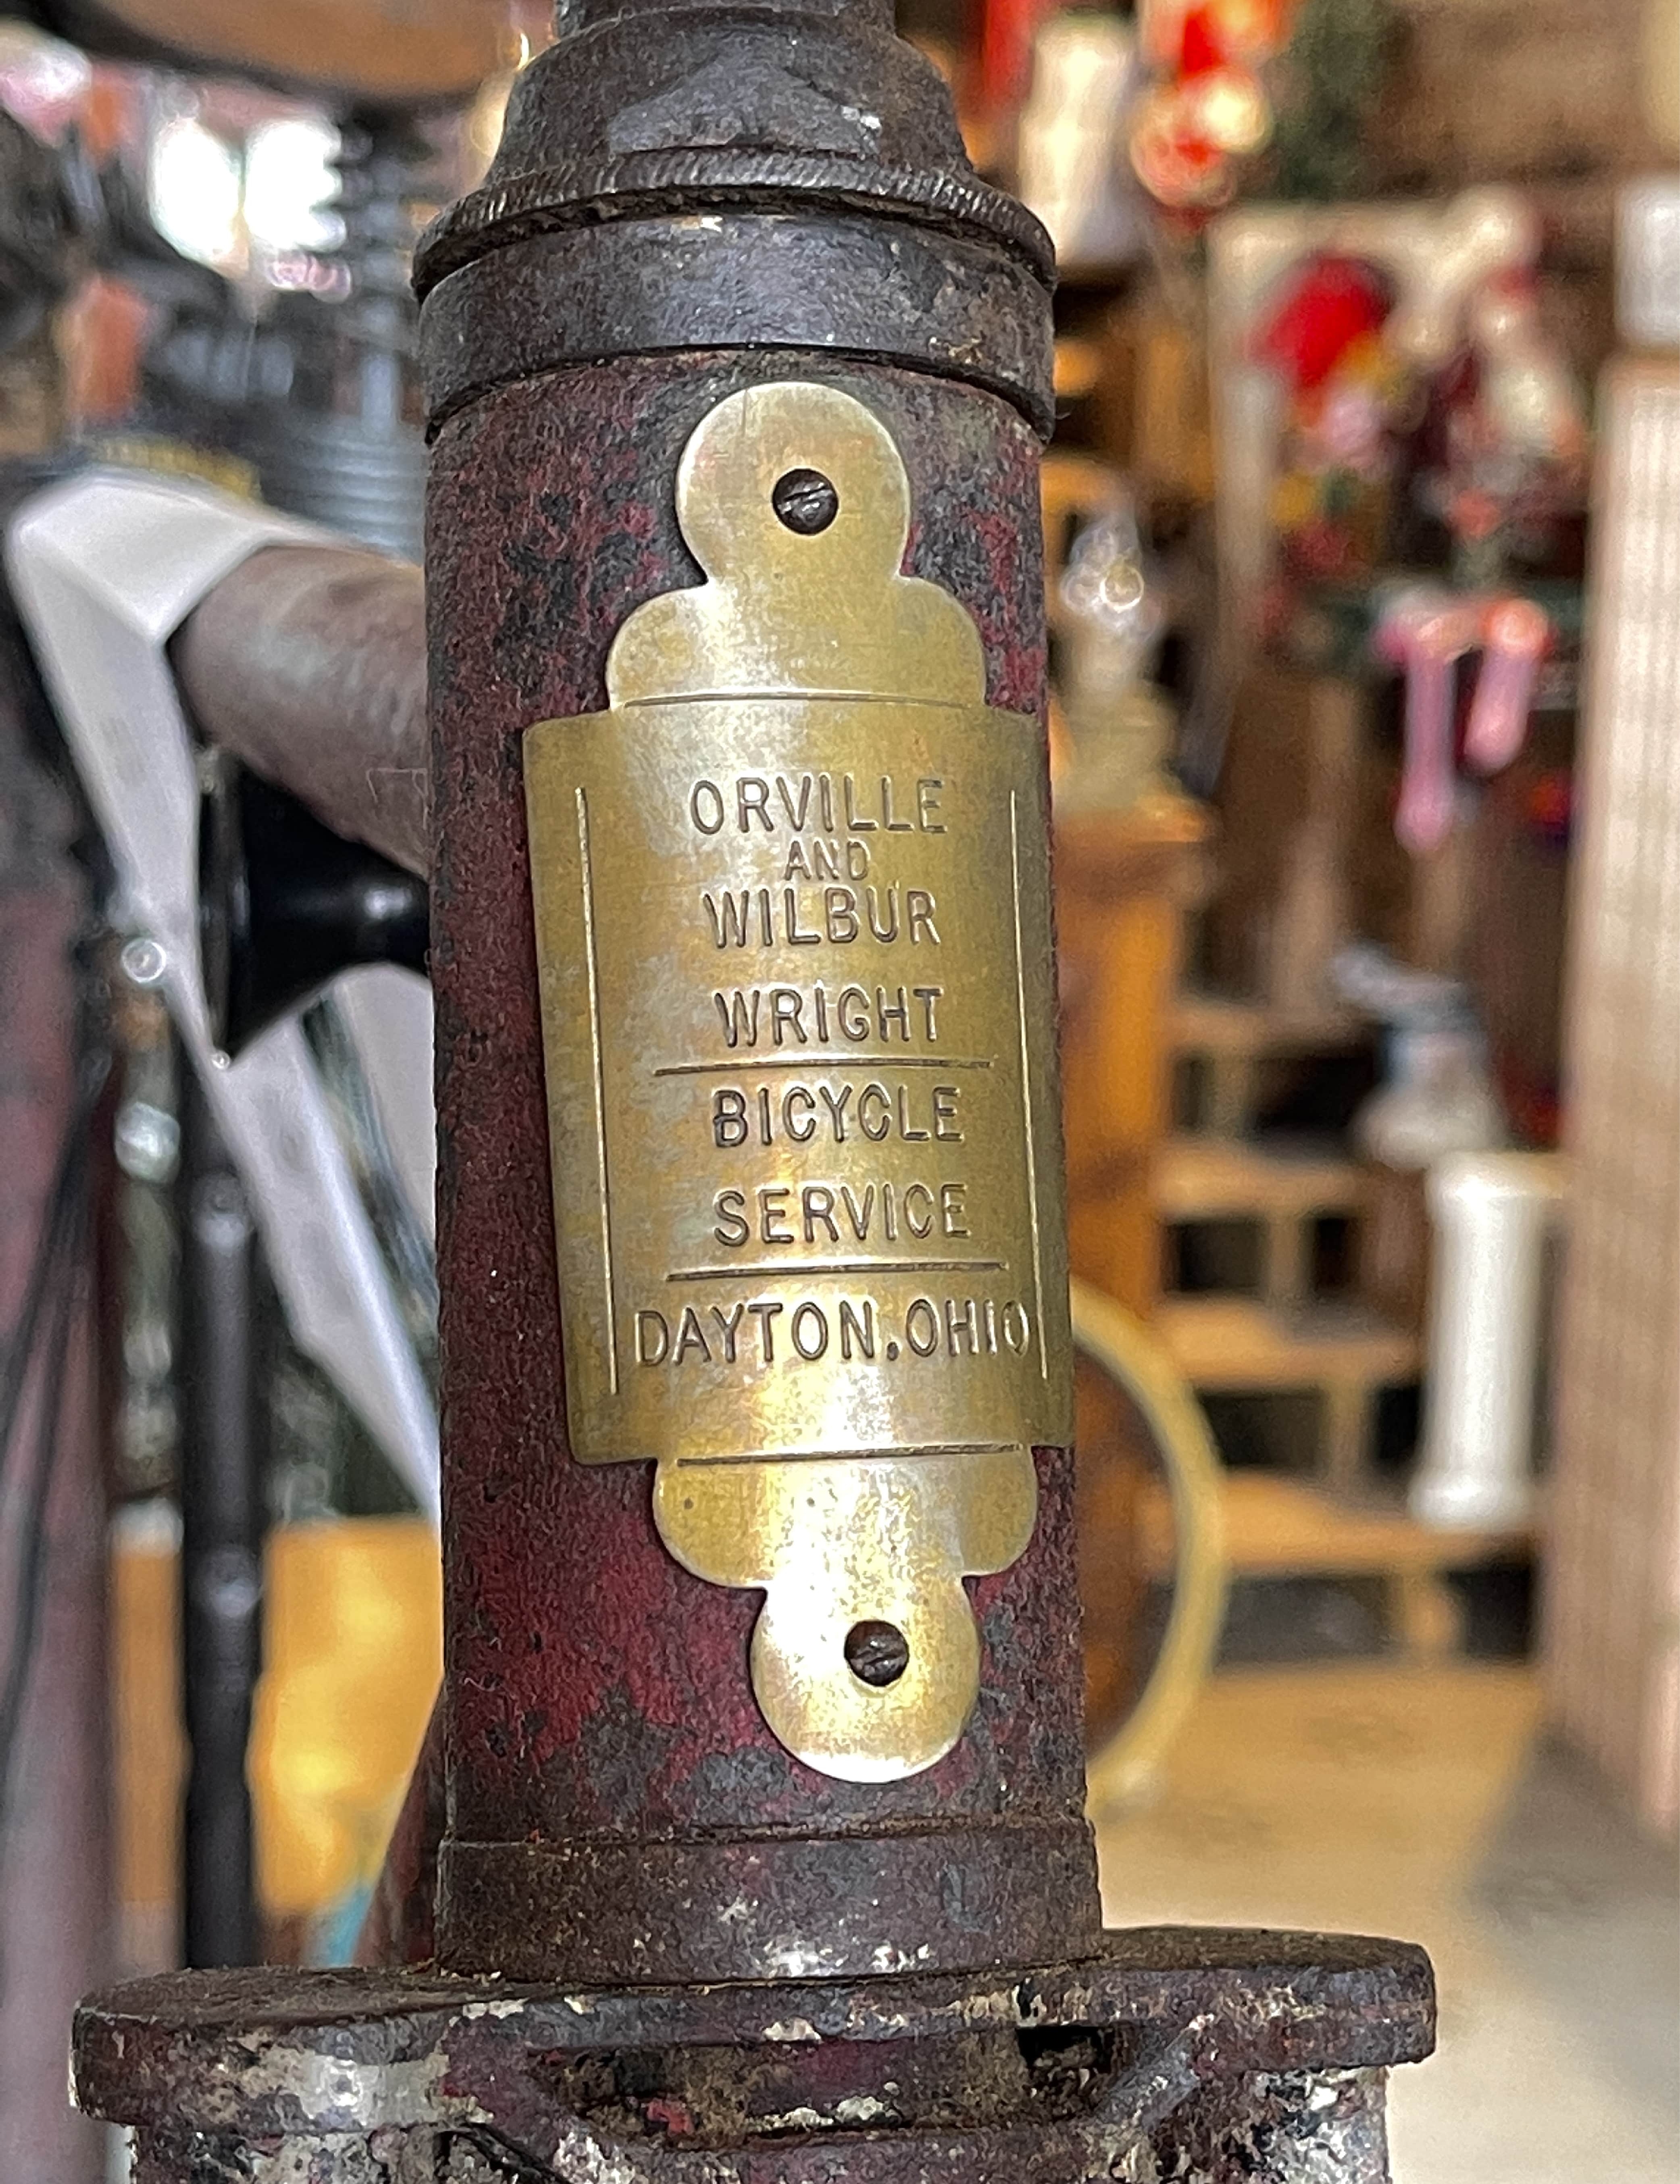 ORVILLE
AND
WILBUR
WRIGHT
BICYCLE
SERVICE
DAYTON.OHIO